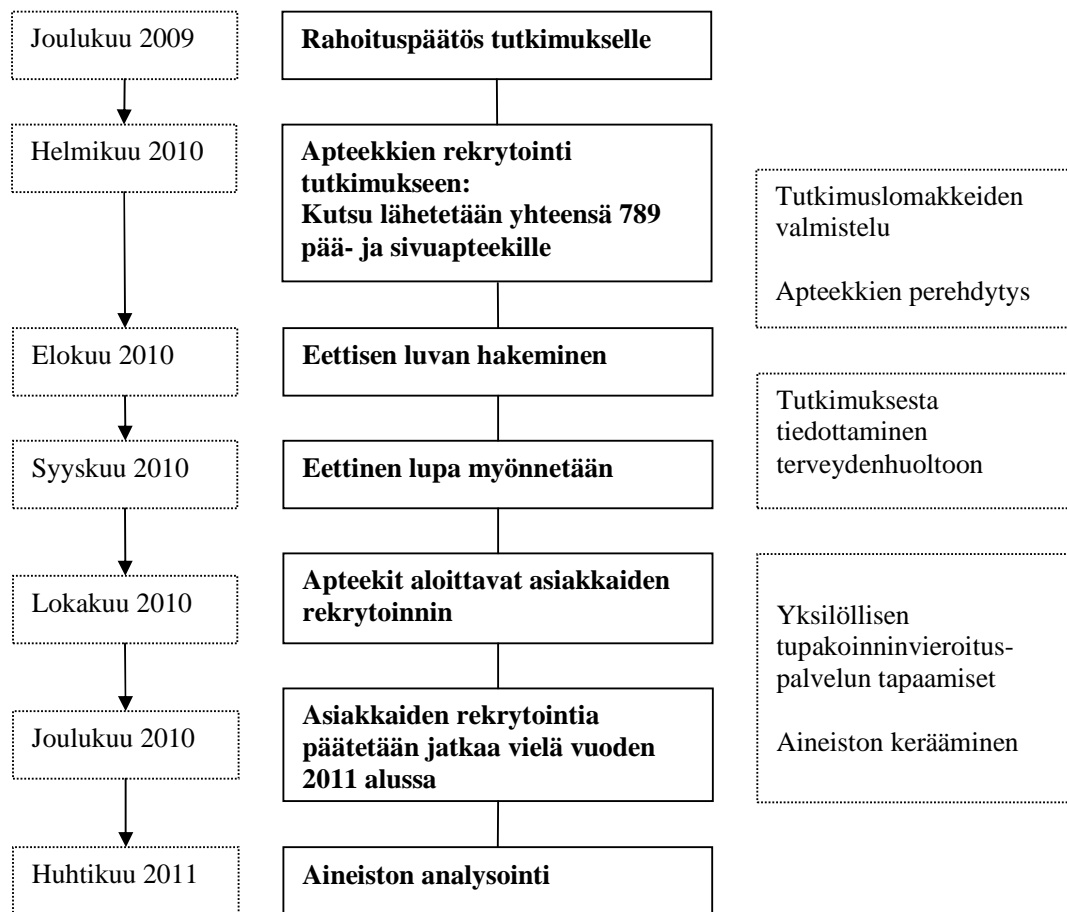 Joulukuu 2009
Rahoituspäätös tutkimukselle
Helmikuu 2010
Apteekkien rekrytointi
tutkimukseen:
Kutsu lähetetään yhteensä 789
pää- ja sivuapteekille
Tutkimuslomakkeiden
valmistelu
Apteekkien perehdytys
Elokuu 2010
Eettisen luvan hakeminen
Tutkimuksesta
tiedottaminen
terveydenhuoltoon
Syyskuu 2010
Eettinen lupa myönnetään
Lokakuu 2010
Apteekit aloittavat asiakkaiden
rekrytoinnin
Yksilöllisen
tupakoinninvieroitus-
palvelun tapaamiset
Aineiston kerääminen
Joulukuu 2010
Asiakkaiden rekrytointia
päätetään jatkaa vielä vuoden
2011 alussa
Huhtikuu 2011
Aineiston analysointi